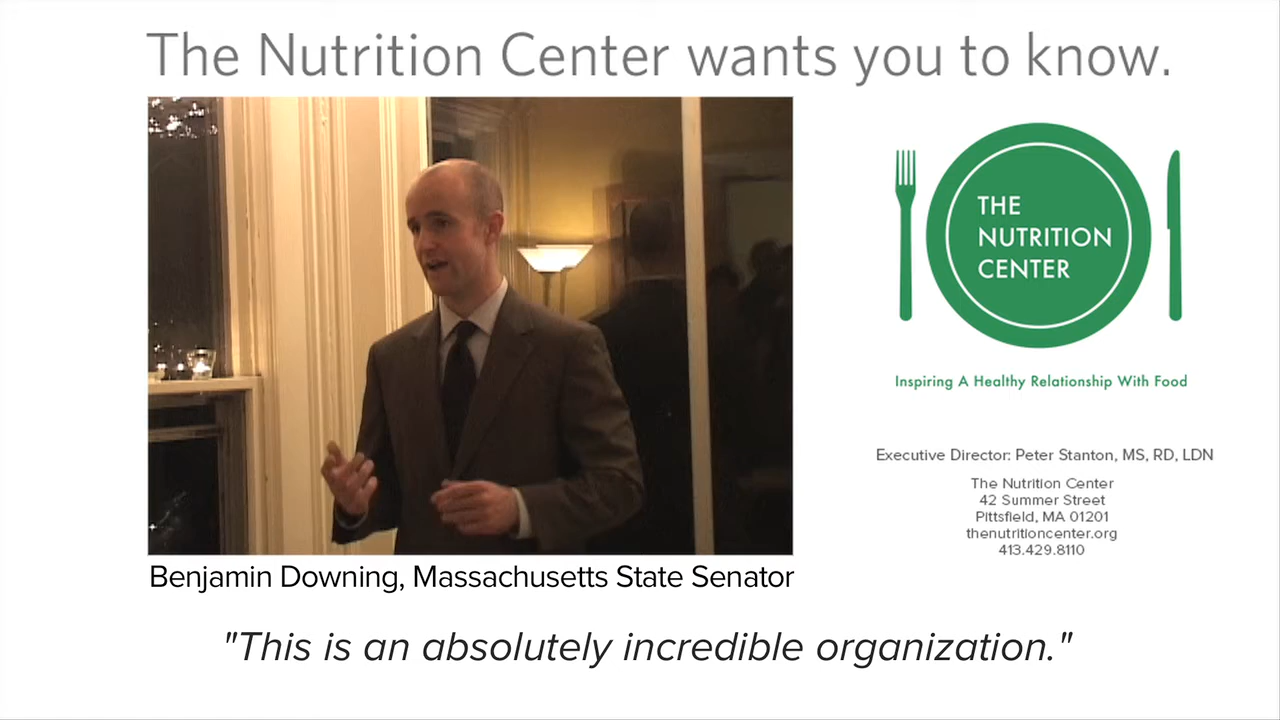 The Nutrition Center wants you to know.
THE
NUTRITION
CENTER
Inspiring A Healthy Relationship With Food
Executive Director: Peter Stanton, MS, RD, LDN
The Nutrition Center
42 Summer Street
Pittsfield, MA 01201
thenutritioncenter.org
413.429.8110
Benjamin Downing, Massachusetts State Senator
"This is an absolutely incredible organization."